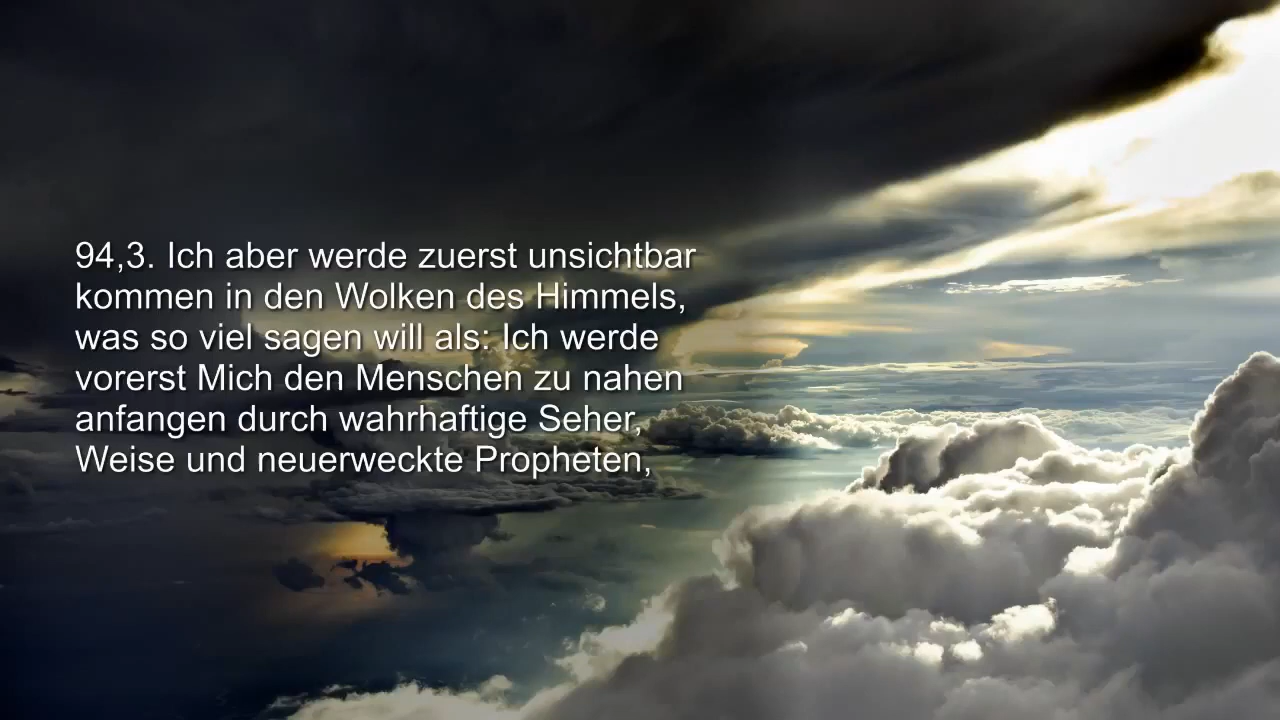 94,3. Ich aber werde zuerst unsichtbar
kommen in den Wolken des Himmels,
was so viel sagen will als: Ich werde
vorerst Mich den Menschen zu nahen
anfangen durch wahrhaftige Seher,
Weise und neuerweckte Propheten,